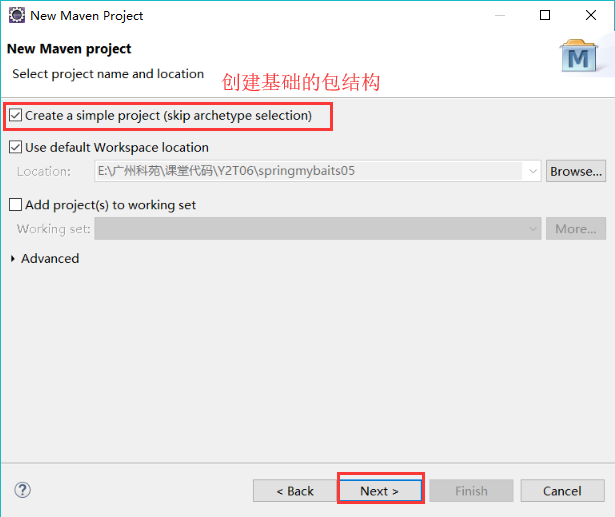 New Maven Project
New Maven project
Select project name and location
创建基础的包结构
M
Create a simple project (skip archetype selection)
Use default Workspace location
Location: E:\广州科苑\课堂代码\Y2T06\springmybaits05 Browse...
Add project(s) to working set
Working set: More...
Advanced
? < Back Next > Finish Cancel